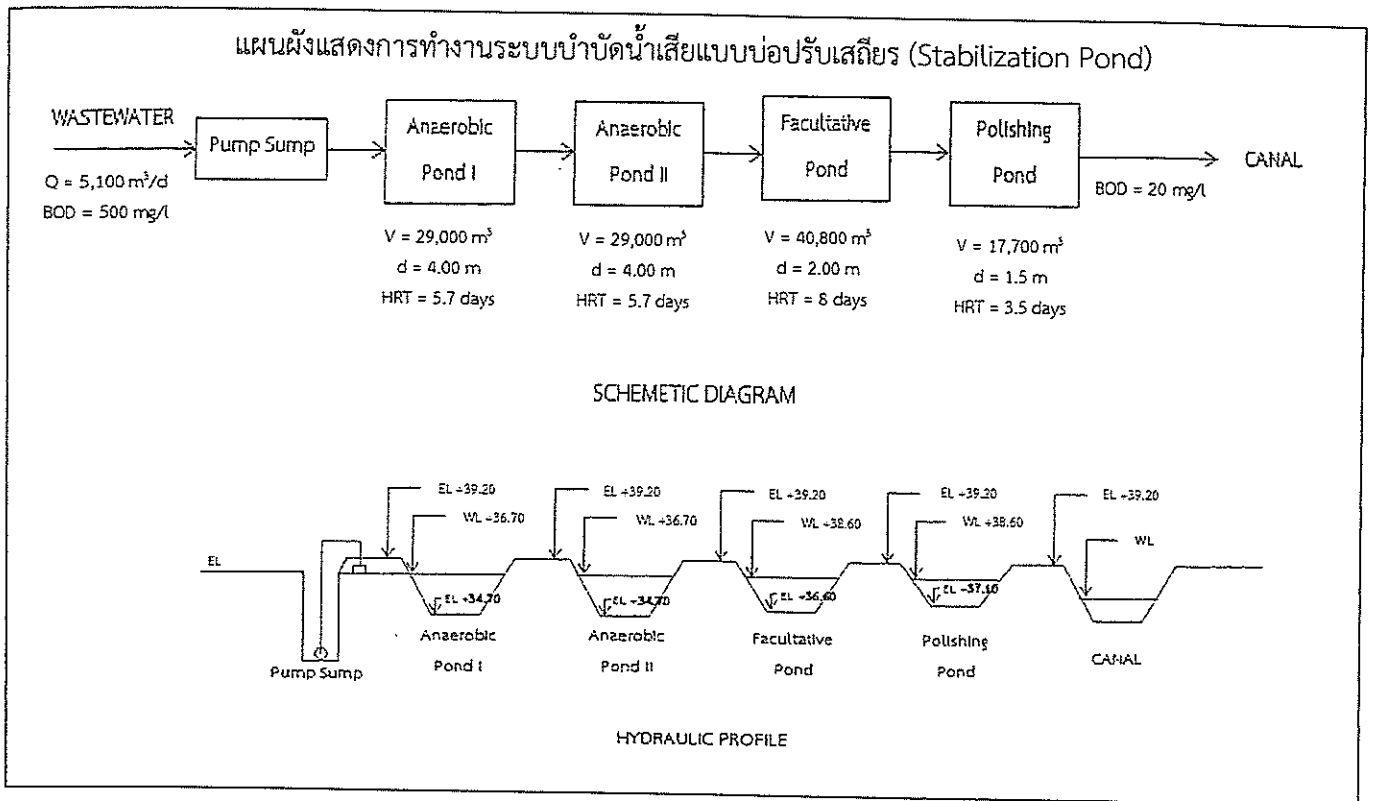 แผนผังแสดงการทำงานระบบบำบัดน้ำเสียแบบบ่อปรับเสถียร (Stabilization Pond)
WASTEWATER
Q = 5,100 m³/d
BOD = 500 mg/l
Pump Sump
Anaerobic
Pond I
V = 29,000 m³
d = 4.00 m
HRT = 5.7 days
Anaerobic
Pond II
V = 29,000 m³
d = 4.00 m
HRT = 5.7 days
Facultative
Pond
V = 40,800 m³
d = 2.00 m
HRT = 8 days
Polishing
Pond
V = 17,700 m³
d = 1.5 m
HRT = 3.5 days
BOD = 20 mg/l
CANAL
SCHEMETIC DIAGRAM
EL
EL +39.20
WL +36.70
EL +34.70
EL +39.20
WL +36.70
EL +34.70
EL +39.20
WL +38.60
EL +36.60
EL +39.20
WL +38.60
EL +37.10
EL +39.20
WL
Pump Sump
Anaerobic
Pond I
Anaerobic
Pond II
Facultative
Pond
Polishing
Pond
CANAL
HYDRAULIC PROFILE